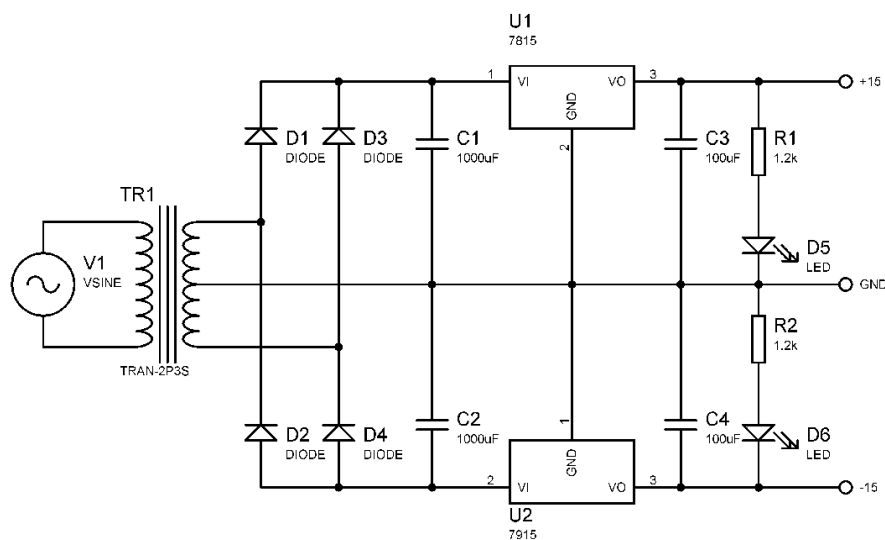 U1
7815
1
VI
VO
3
+15
GND
2
D1
DIODE
D3
DIODE
C1
1000uF
C3
100uF
R1
1.2k
TR1
V1
VSINE
D5
LED
GND
R2
1.2k
TRAN-2P3S
D2
DIODE
D4
DIODE
C2
1000uF
1
GND
C4
100uF
D6
LED
2
VI
VO
3
-15
U2
7915